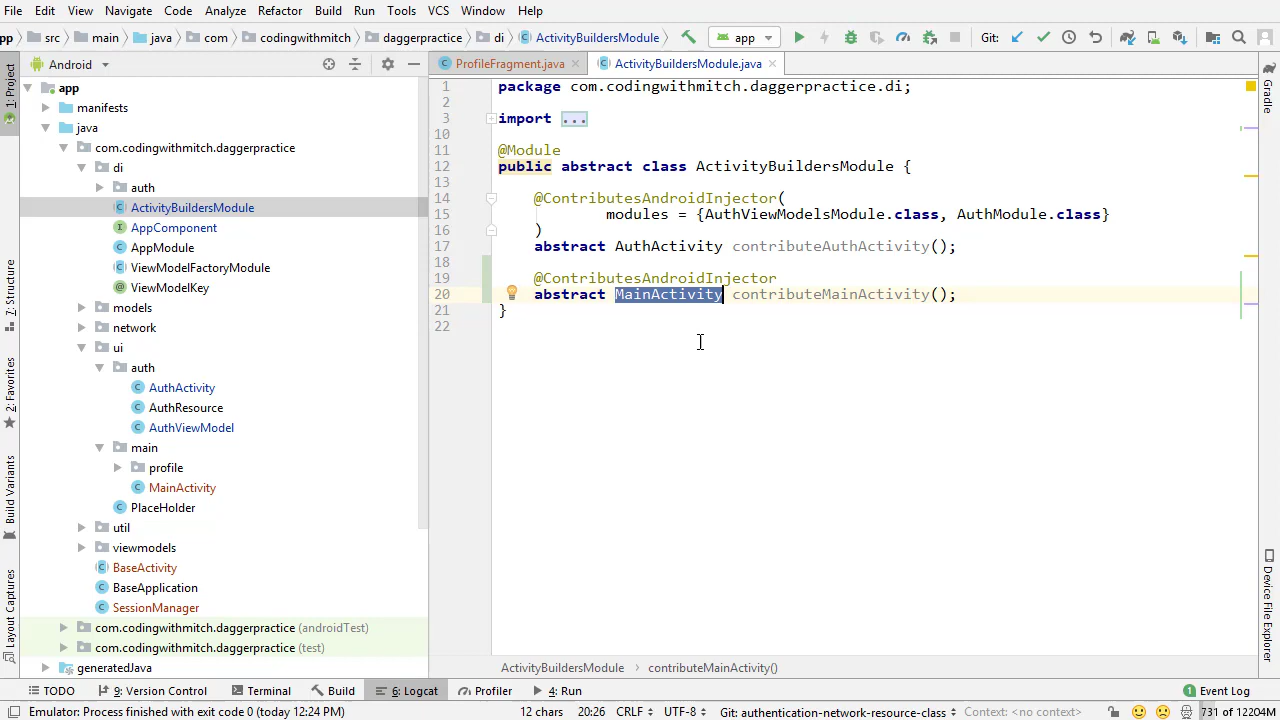 File Edit View Navigate Code Analyze Refactor Build Run Tools VCS Window Help
pp src main java com codingwithmitch daggerpractice di ActivityBuildersModule app Git:
Android
ProfileFragment.java ActivityBuildersModule.java
1: Project
Z: Structure
2: Favorites
Build Variants
Layout Captures
app
manifests
java
com.codingwithmitch.daggerpractice
di
auth
ActivityBuildersModule
AppComponent
AppModule
ViewModelFactoryModule
ViewModelKey
models
network
ui
auth
AuthActivity
AuthResource
AuthViewModel
main
profile
MainActivity
PlaceHolder
util
viewmodels
BaseActivity
BaseApplication
SessionManager
com.codingwithmitch.daggerpractice (androidTest)
com.codingwithmitch.daggerpractice (test)
generatedJava
1 package com.codingwithmitch.daggerpractice.di;
2
3 import ...
10
11 @Module
12 public abstract class ActivityBuildersModule {
13
14 @ContributesAndroidInjector(
15 modules = {AuthViewModelsModule.class, AuthModule.class}
16 )
17 abstract AuthActivity contributeAuthActivity();
18
19 @ContributesAndroidInjector
20 abstract MainActivity contributeMainActivity();
21 }
22
Gradle
Device File Explorer
ActivityBuildersModule contributeMainActivity()
TODO 9: Version Control Terminal Build 6: Logcat Profiler 4: Run 1 Event Log
Emulator: Process finished with exit code 0 (today 12:24 PM) 12 chars 20:26 CRLF UTF-8 Git: authentication-network-resource-class Context: <no context> 731 of 12204M